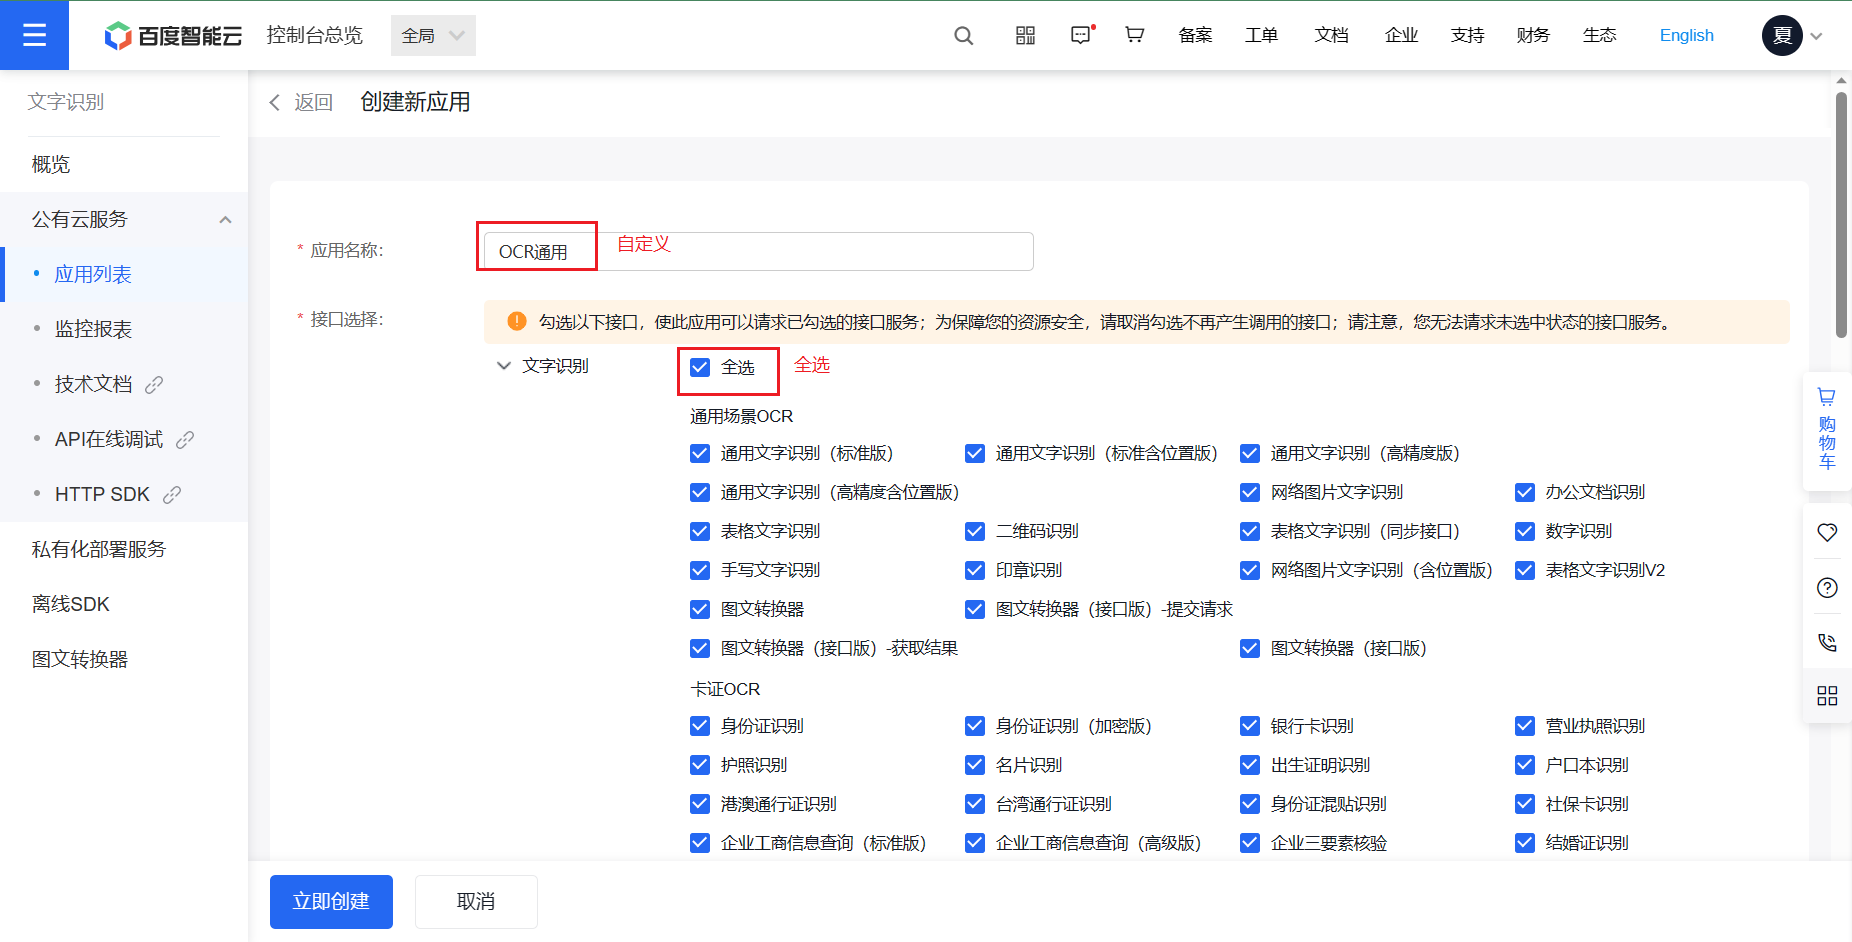 百度智能云 控制台总览 全局 备案 工单 文档 企业 支持 财务 生态 English 夏
文字识别
概览
公有云服务
应用列表
监控报表
技术文档
API在线调试
HTTP SDK
私有化部署服务
离线SDK
图文转换器
返回 创建新应用
* 应用名称: OCR通用 自定义
* 接口选择: 勾选以下接口，使此应用可以请求已勾选的接口服务；为保障您的资源安全，请取消勾选不再产生调用的接口；请注意，您无法请求未选中状态的接口服务。
文字识别 全选 全选
通用场景OCR
通用文字识别（标准版） 通用文字识别（标准含位置版） 通用文字识别（高精度版）
通用文字识别（高精度含位置版） 网络图片文字识别 办公文档识别
表格文字识别 二维码识别 表格文字识别（同步接口） 数字识别
手写文字识别 印章识别 网络图片文字识别（含位置版） 表格文字识别V2
图文转换器 图文转换器（接口版）-提交请求
图文转换器（接口版）-获取结果 图文转换器（接口版）
卡证OCR
身份证识别 身份证识别（加密版） 银行卡识别 营业执照识别
护照识别 名片识别 出生证明识别 户口本识别
港澳通行证识别 台湾通行证识别 身份证混贴识别 社保卡识别
企业工商信息查询（标准版） 企业工商信息查询（高级版） 企业三要素核验 结婚证识别
立即创建 取消
购
物
车